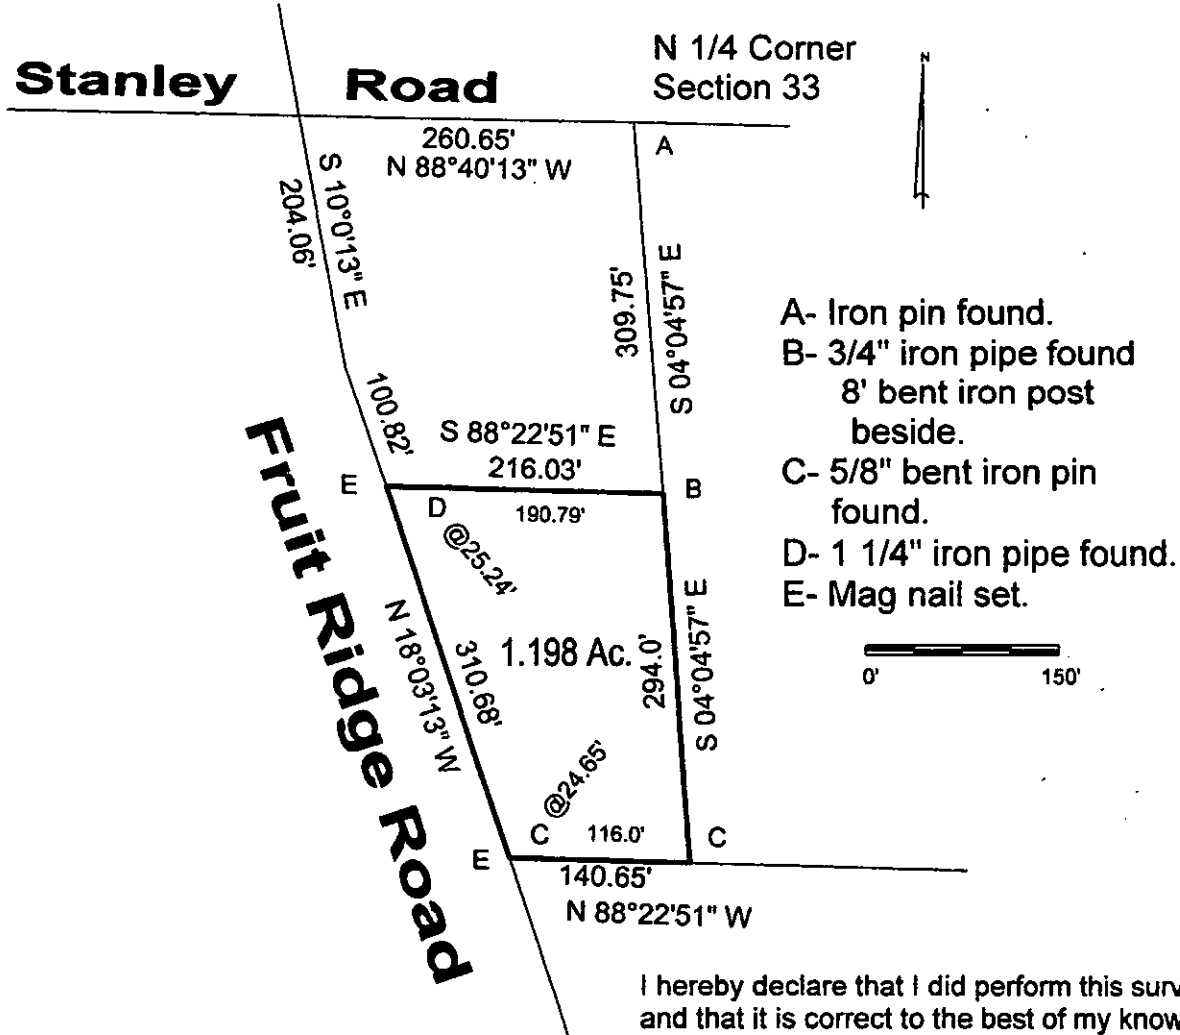 N 1/4 Corner
Section 33
N
Stanley Road
260.65'
N 88°40'13" W
A
S 10°0'13" E
204.06'
309.75'
S 04°04'57" E
A- Iron pin found.
B- 3/4" iron pipe found
8' bent iron post
beside.
C- 5/8" bent iron pin
found.
D- 1 1/4" iron pipe found.
E- Mag nail set.
0' 150'
100.82'
S 88°22'51" E
216.03'
E
D
190.79'
B
@25.24'
Fruit Ridge Road
N 18°03'13" W
310.68'
1.198 Ac.
294.0'
S 04°04'57" E
@24.65'
C
116.0'
C
E
140.65'
N 88°22'51" W
I hereby declare that I did perform this surv
and that it is correct to the best of my know